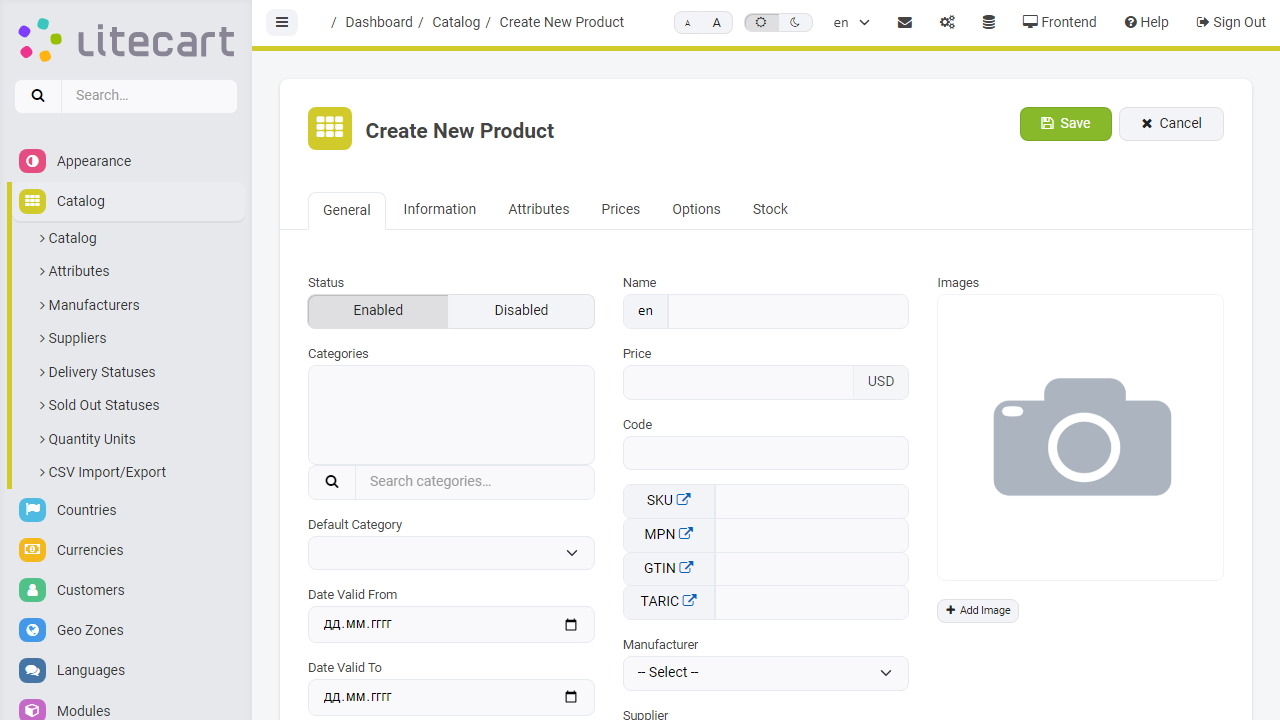 litecart
Search...
Appearance
Catalog
Catalog
Attributes
Manufacturers
Suppliers
Delivery Statuses
Sold Out Statuses
Quantity Units
CSV Import/Export
Countries
Currencies
Customers
Geo Zones
Languages
Modules
/ Dashboard / Catalog / Create New Product
A A
en
Frontend
Help
Sign Out
Create New Product
Save
Cancel
General Information Attributes Prices Options Stock
Status
Enabled Disabled
Categories
Search categories...
Default Category
Date Valid From
ДД.ММ.ГГГГ
Date Valid To
ДД.ММ.ГГГГ
Name
en
Price
USD
Code
SKU
MPN
GTIN
TARIC
Manufacturer
-- Select --
Supplier
Images
Add Image